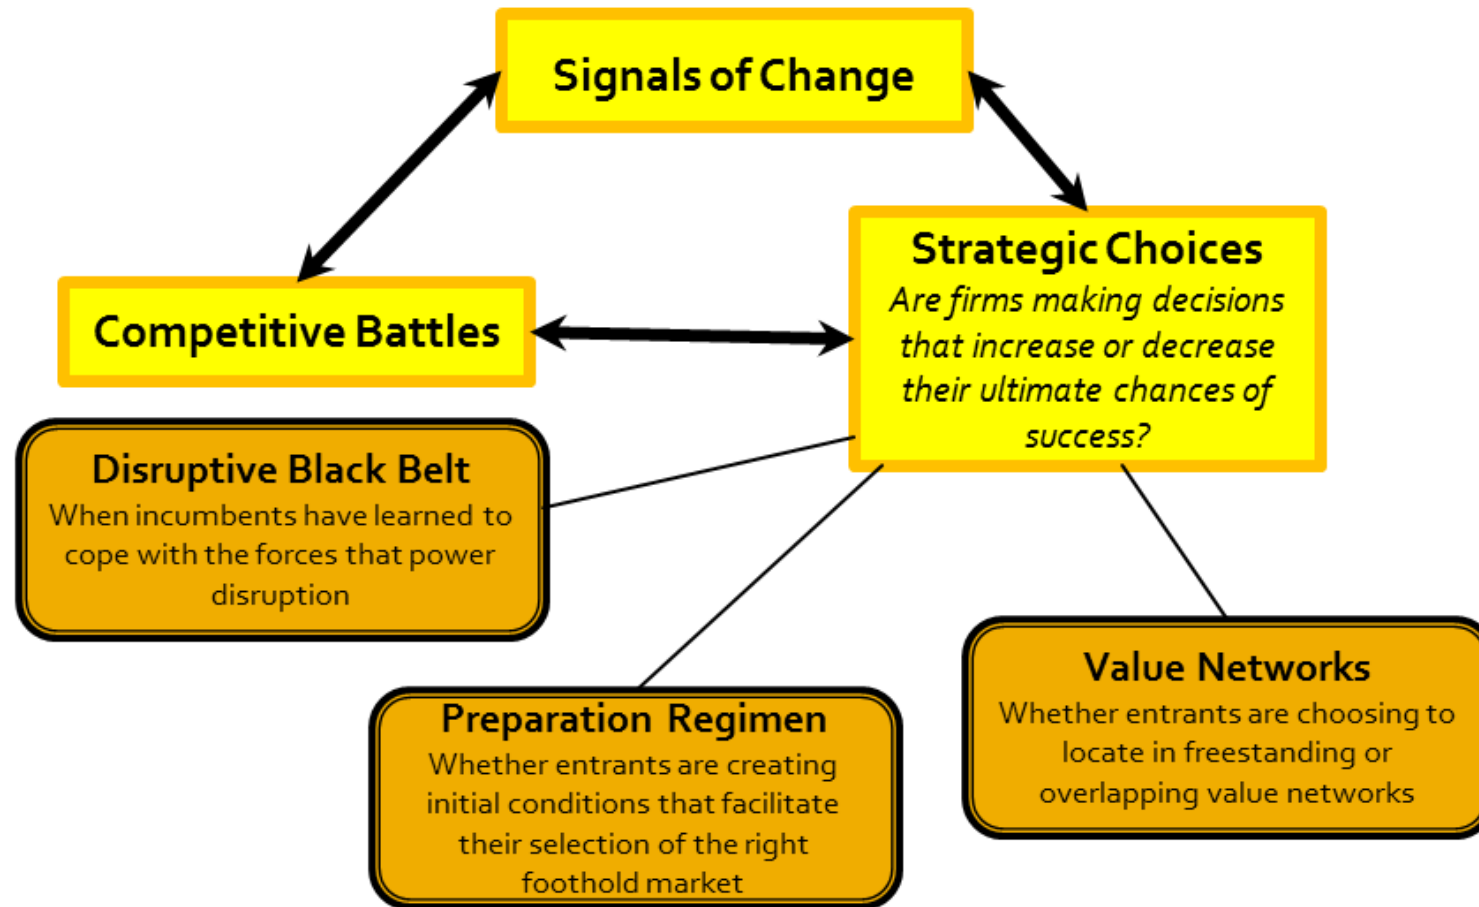 Signals of Change
Strategic Choices
Are firms making decisions
that increase or decrease
their ultimate chances of
success?
Competitive Battles
Disruptive Black Belt
When incumbents have learned to
cope with the forces that power
disruption
Preparation Regimen
Whether entrants are creating
initial conditions that facilitate
their selection of the right
foothold market
Value Networks
Whether entrants are choosing to
locate in freestanding or
overlapping value networks